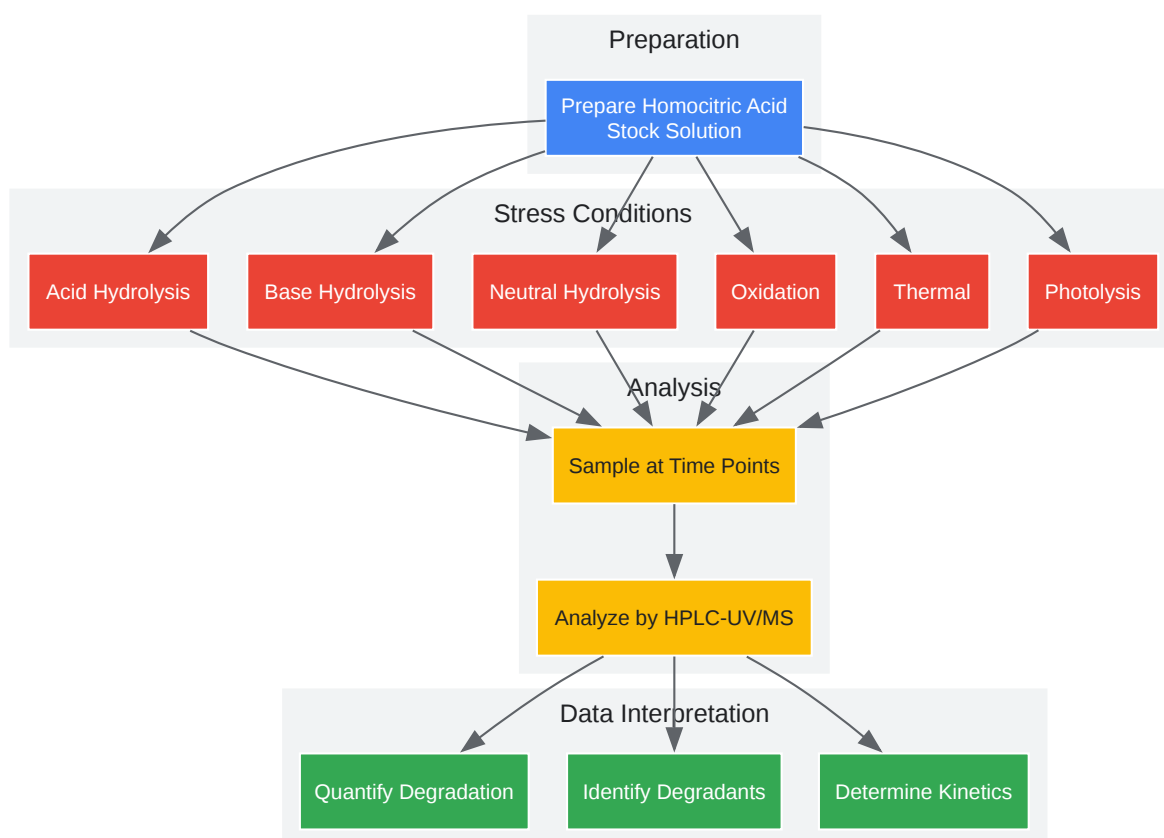 Preparation
Prepare Homocitric Acid
Stock Solution
Stress Conditions
Acid Hydrolysis
Base Hydrolysis
Neutral Hydrolysis
Oxidation
Thermal
Photolysis
Analysis
Sample at Time Points
Analyze by HPLC-UV/MS
Data Interpretation
Quantify Degradation
Identify Degradants
Determine Kinetics